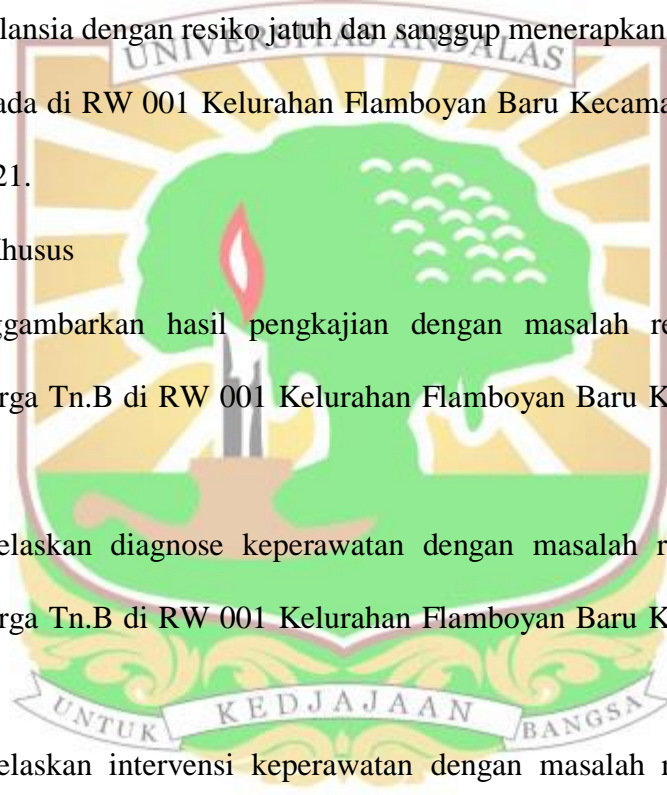 lansia dengan resiko jatuh dan sanggup menerapkan
UNIVERSITAS ANDALAS
ada di RW 001 Kelurahan Flamboyan Baru Kecama
21.
Khusus
ggambarkan hasil pengkajian dengan masalah re
rga Tn.B di RW 001 Kelurahan Flamboyan Baru K
elaskan diagnose keperawatan dengan masalah r
rga Tn.B di RW 001 Kelurahan Flamboyan Baru K
UNTUK KEDJAJAAN BANGSA
elaskan intervensi keperawatan dengan masalah r